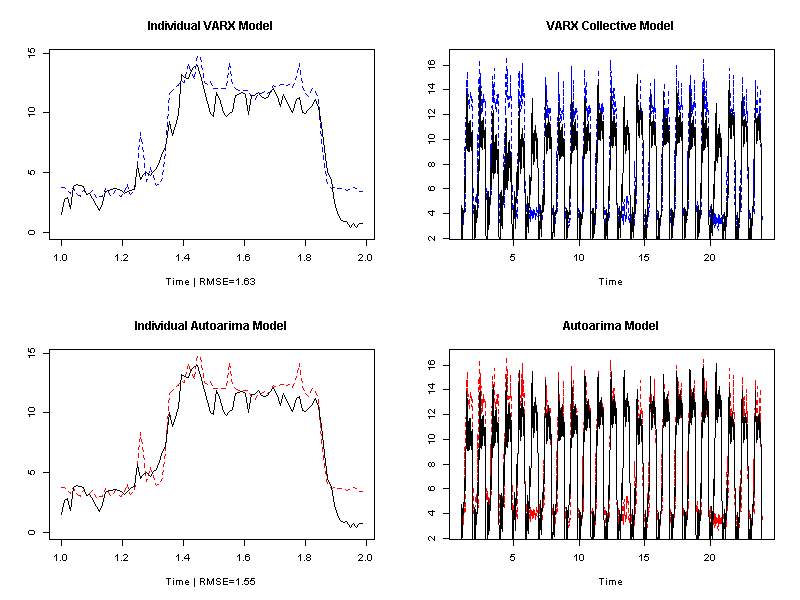 Individual VARX Model
15
10
5
0
1.0 1.2 1.4 1.6 1.8 2.0
Time | RMSE=1.63
VARX Collective Model
16
14
12
10
8
6
4
2
5 10 15 20
Time
Individual Autoarima Model
15
10
5
0
1.0 1.2 1.4 1.6 1.8 2.0
Time | RMSE=1.55
Autoarima Model
16
14
12
10
8
6
4
2
5 10 15 20
Time